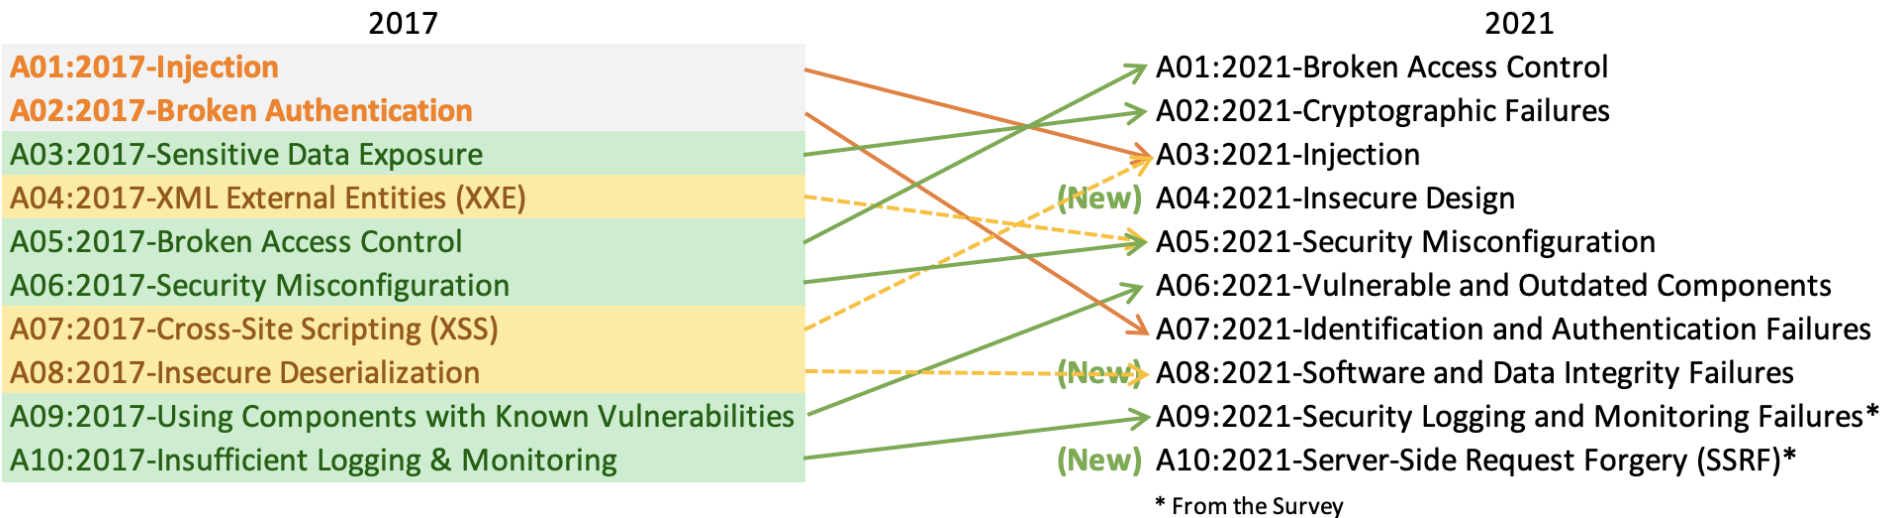 2017
A01:2017-Injection
A02:2017-Broken Authentication
A03:2017-Sensitive Data Exposure
A04:2017-XML External Entities (XXE)
A05:2017-Broken Access Control
A06:2017-Security Misconfiguration
A07:2017-Cross-Site Scripting (XSS)
A08:2017-Insecure Deserialization
A09:2017-Using Components with Known Vulnerabilities
A10:2017-Insufficient Logging & Monitoring
2021
A01:2021-Broken Access Control
A02:2021-Cryptographic Failures
A03:2021-Injection
(New) A04:2021-Insecure Design
A05:2021-Security Misconfiguration
A06:2021-Vulnerable and Outdated Components
A07:2021-Identification and Authentication Failures
(New) A08:2021-Software and Data Integrity Failures
A09:2021-Security Logging and Monitoring Failures*
(New) A10:2021-Server-Side Request Forgery (SSRF)*
* From the Survey